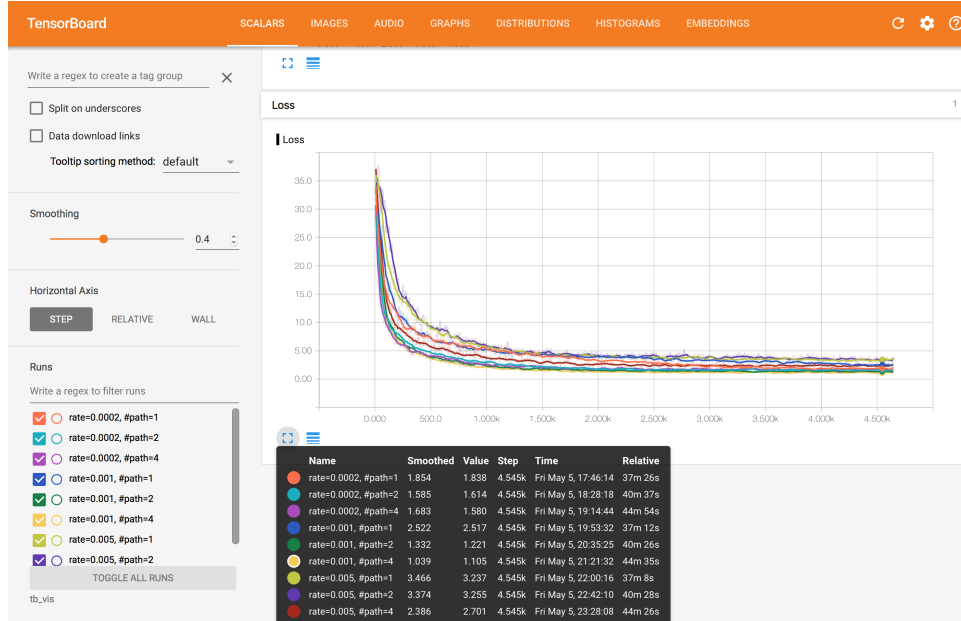 TensorBoard SCALARS IMAGES AUDIO GRAPHS DISTRIBUTIONS HISTOGRAMS EMBEDDINGS
Write a regex to create a tag group
Split on underscores
Data download links
Tooltip sorting method: default
Smoothing
0.4
Horizontal Axis
STEP RELATIVE WALL
Runs
Write a regex to filter runs
rate=0.0002, #path=1
rate=0.0002, #path=2
rate=0.0002, #path=4
rate=0.001, #path=1
rate=0.001, #path=2
rate=0.001, #path=4
rate=0.005, #path=1
rate=0.005, #path=2
TOGGLE ALL RUNS
tb_vis
Loss 1
Loss
35.0
30.0
25.0
20.0
15.0
10.0
5.00
0.00
0.000 500.0 1.000k 1.500k 2.000k 2.500k 3.000k 3.500k 4.000k 4.500k
Name Smoothed Value Step Time Relative
rate=0.0002, #path=1 1.854 1.838 4.545k Fri May 5, 17:46:14 37m 26s
rate=0.0002, #path=2 1.585 1.614 4.545k Fri May 5, 18:28:18 40m 37s
rate=0.0002, #path=4 1.683 1.580 4.545k Fri May 5, 19:14:44 44m 54s
rate=0.001, #path=1 2.522 2.517 4.545k Fri May 5, 19:53:32 37m 12s
rate=0.001, #path=2 1.332 1.221 4.545k Fri May 5, 20:35:25 40m 26s
rate=0.001, #path=4 1.039 1.105 4.545k Fri May 5, 21:21:32 44m 35s
rate=0.005, #path=1 3.466 3.237 4.545k Fri May 5, 22:00:16 37m 8s
rate=0.005, #path=2 3.374 3.255 4.545k Fri May 5, 22:42:10 40m 28s
rate=0.005, #path=4 2.386 2.701 4.545k Fri May 5, 23:28:08 44m 26s